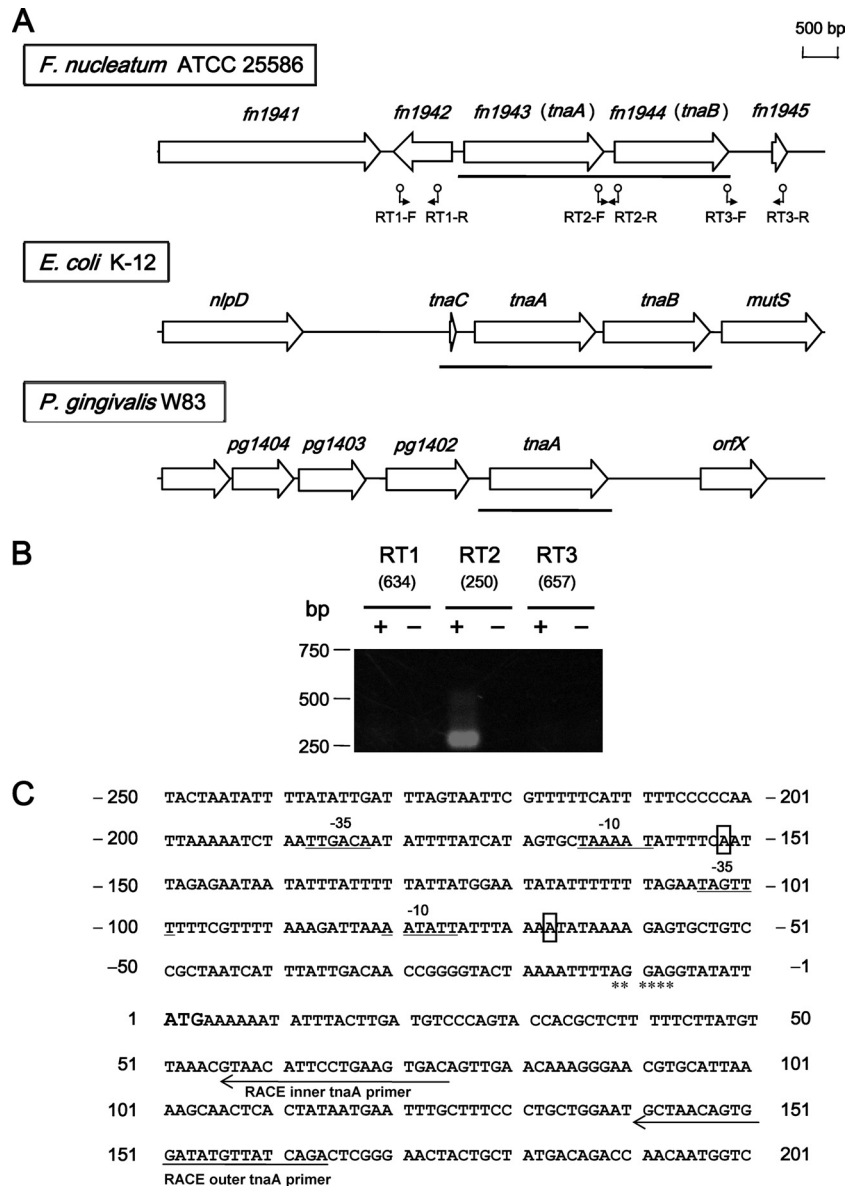 A
500 bp
F. nucleatum ATCC 25586
fn1941 fn1942 fn1943 (tnaA) fn1944 (tnaB) fn1945
RT1-F RT1-R RT2-F RT2-R RT3-F RT3-R
E. coli K-12
nlpD tnaC tnaA tnaB mutS
P. gingivalis W83
pg1404 pg1403 pg1402 tnaA orfX
B
RT1 RT2 RT3
(634) (250) (657)
bp
+ − + − + −
750
500
250
C
− 250 TACTAATATT TTATATTGAT TTAGTAATTC GTTTTTCATT TTTCCCCCAA − 201
-35 -10
− 200 TTAAAAATCT AATTGACAAT ATATTTTATCAT AGTGCTAAAA TATTTTCAAT − 151
-35
− 150 TAGAGAATAA TATATTTTAT TATTATGGAA TATATTTTTT TAGAATAGTT − 101
-10
− 100 TTTTCGTTTT AAAGATTAAA ATATTATTTA AAATATAAAA GAGTGCTGTC − 51
−50 CGCTAATCAT TTATTGACAA CCGGGGTACT AAAATTTTAG GAGGTATATT −1
** ****
1 ATGAAAAAAT ATTTACTTGA TGTCCCAGTA CCACGCTCTT TTTCTTATGT 50
51 TAAACGTAAC ATTCCTGAAG TGACAGTTGA ACAAAGGGAA CGTGCATTAA 101
RACE inner tnaA primer
101 AAGCAACTCA CTATAATGAA TTTGCTTTCC CTGCTGGAAT GCTAACAGTG 151
151 GATATGTTAT CAGACTCGGG AACTACTGCT ATGACAGACC AACAATGGTC 201
RACE outer tnaA primer